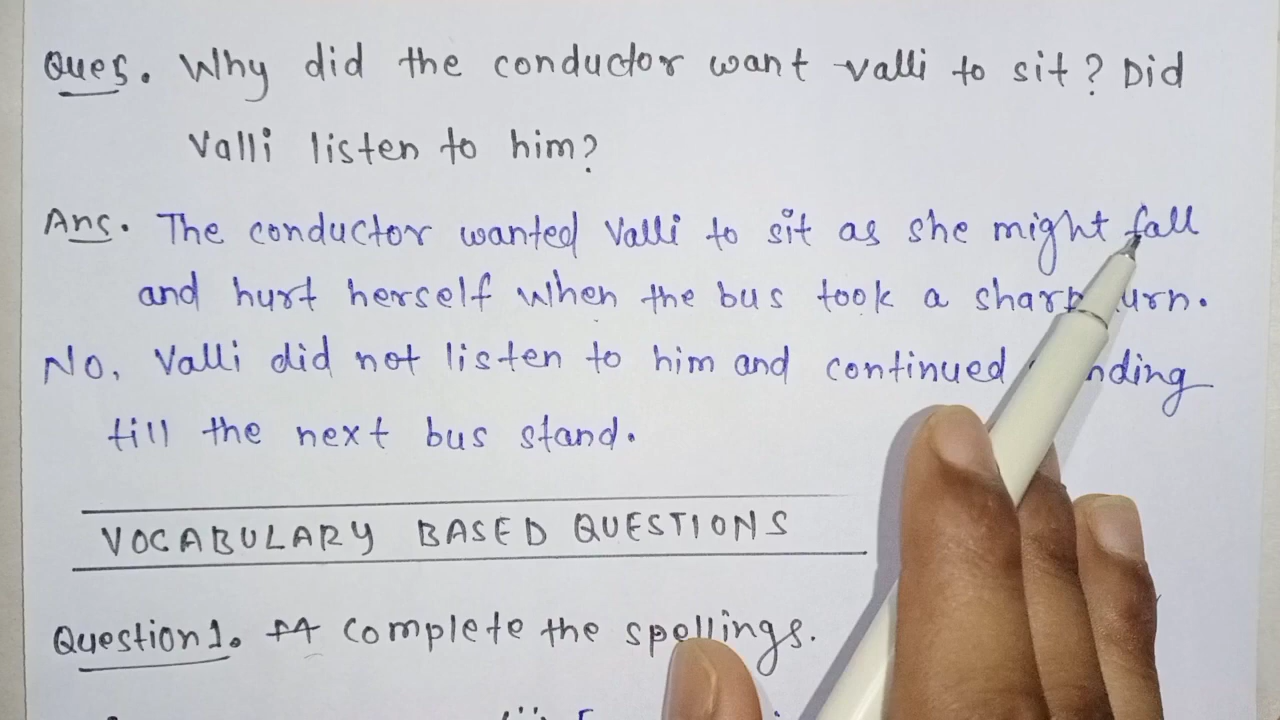 Ques. Why did the conductor want Valli to sit? Did
Valli listen to him?
Ans. The conductor wanted Valli to sit as she might fall
and hurt herself when the bus took a sharp turn.
No, Valli did not listen to him and continued
till the next bus stand.
VOCABULARY BASED QUESTIONS
Question 1. Complete the spellings.